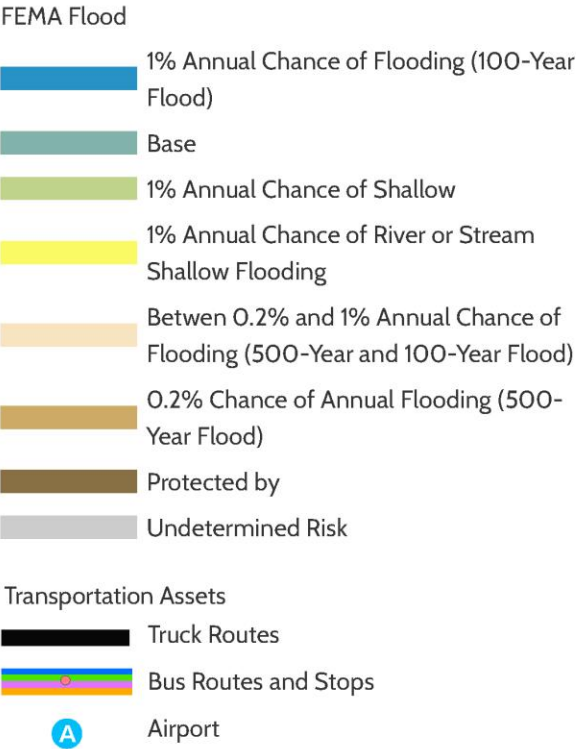 FEMA Flood
1% Annual Chance of Flooding (100-Year
Flood)
Base
1% Annual Chance of Shallow
1% Annual Chance of River or Stream
Shallow Flooding
Betwen 0.2% and 1% Annual Chance of
Flooding (500-Year and 100-Year Flood)
0.2% Chance of Annual Flooding (500-
Year Flood)
Protected by
Undetermined Risk
Transportation Assets
Truck Routes
Bus Routes and Stops
A Airport